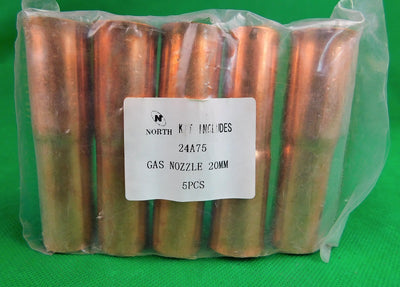 N
NORTH KIT INCLUDES
24A75
GAS NOZZLE 20MM
5PCS